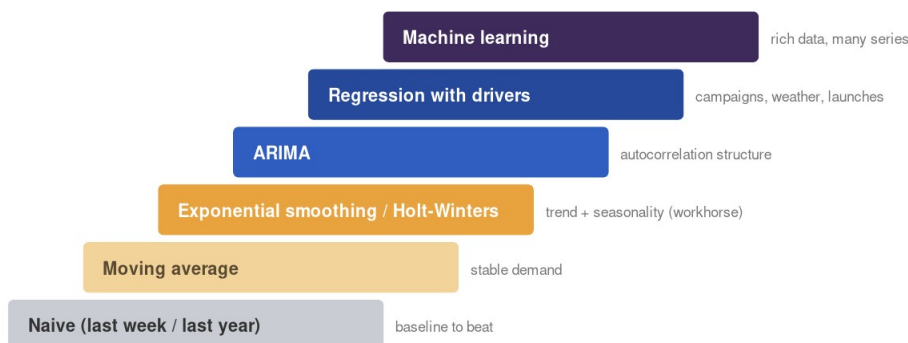 Machine learning
rich data, many series
Regression with drivers
campaigns, weather, launches
ARIMA
autocorrelation structure
Exponential smoothing / Holt-Winters
trend + seasonality (workhorse)
Moving average
stable demand
Naive (last week / last year)
baseline to beat